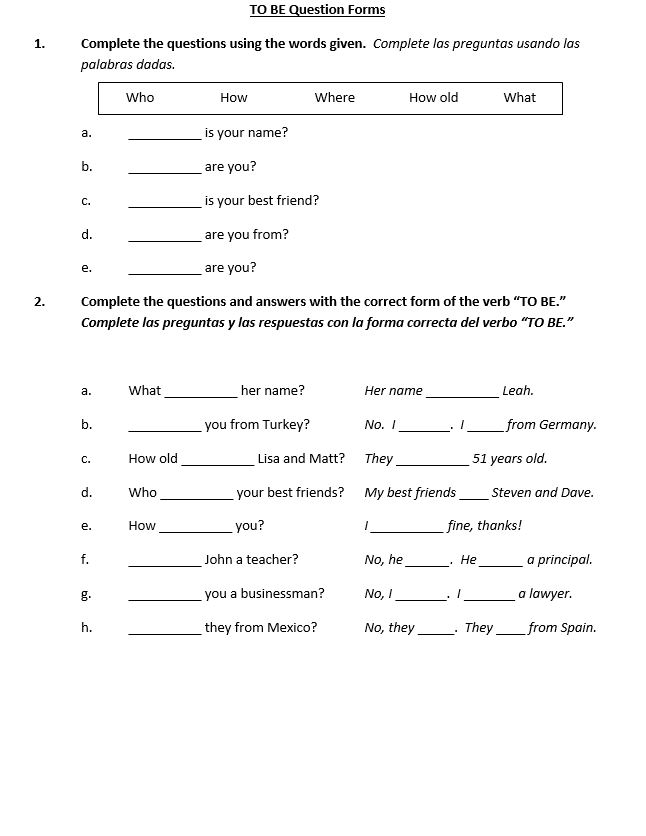 TO BE Question Forms
1. Complete the questions using the words given. Complete las preguntas usando las
palabras dadas.
Who How Where How old What
a. __________ is your name?
b. __________ are you?
c. __________ is your best friend?
d. __________ are you from?
e. __________ are you?
2. Complete the questions and answers with the correct form of the verb “TO BE.”
Complete las preguntas y las respuestas con la forma correcta del verbo “TO BE.”
a. What __________ her name? Her name __________ Leah.
b. __________ you from Turkey? No. I _______. I _____ from Germany.
c. How old __________ Lisa and Matt? They __________ 51 years old.
d. Who __________ your best friends? My best friends ____ Steven and Dave.
e. How __________ you? I __________ fine, thanks!
f. __________ John a teacher? No, he ______. He ______ a principal.
g. __________ you a businessman? No, I _______. I _______ a lawyer.
h. __________ they from Mexico? No, they _____. They ____ from Spain.